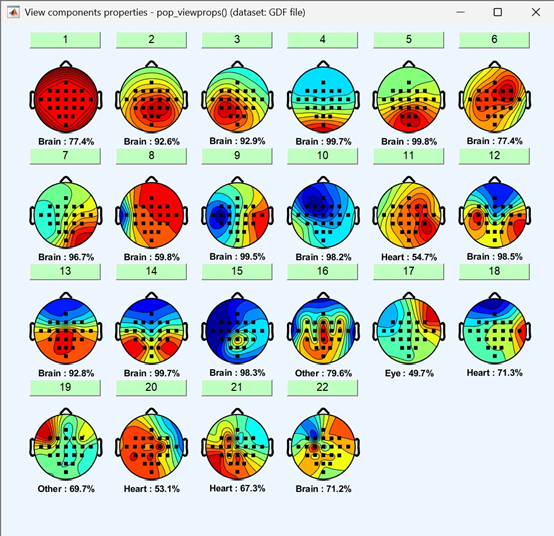 View components properties - pop_viewprops() (dataset: GDF file)
1 2 3 4 5 6
Brain : 77.4% Brain : 92.6% Brain : 92.9% Brain : 99.7% Brain : 99.8% Brain : 77.4%
7 8 9 10 11 12
Brain : 96.7% Brain : 59.8% Brain : 99.5% Brain : 98.2% Heart : 54.7% Brain : 98.5%
13 14 15 16 17 18
Brain : 92.8% Brain : 99.7% Brain : 98.3% Other : 79.6% Eye : 49.7% Heart : 71.3%
19 20 21 22
Other : 69.7% Heart : 53.1% Heart : 67.3% Brain : 71.2%